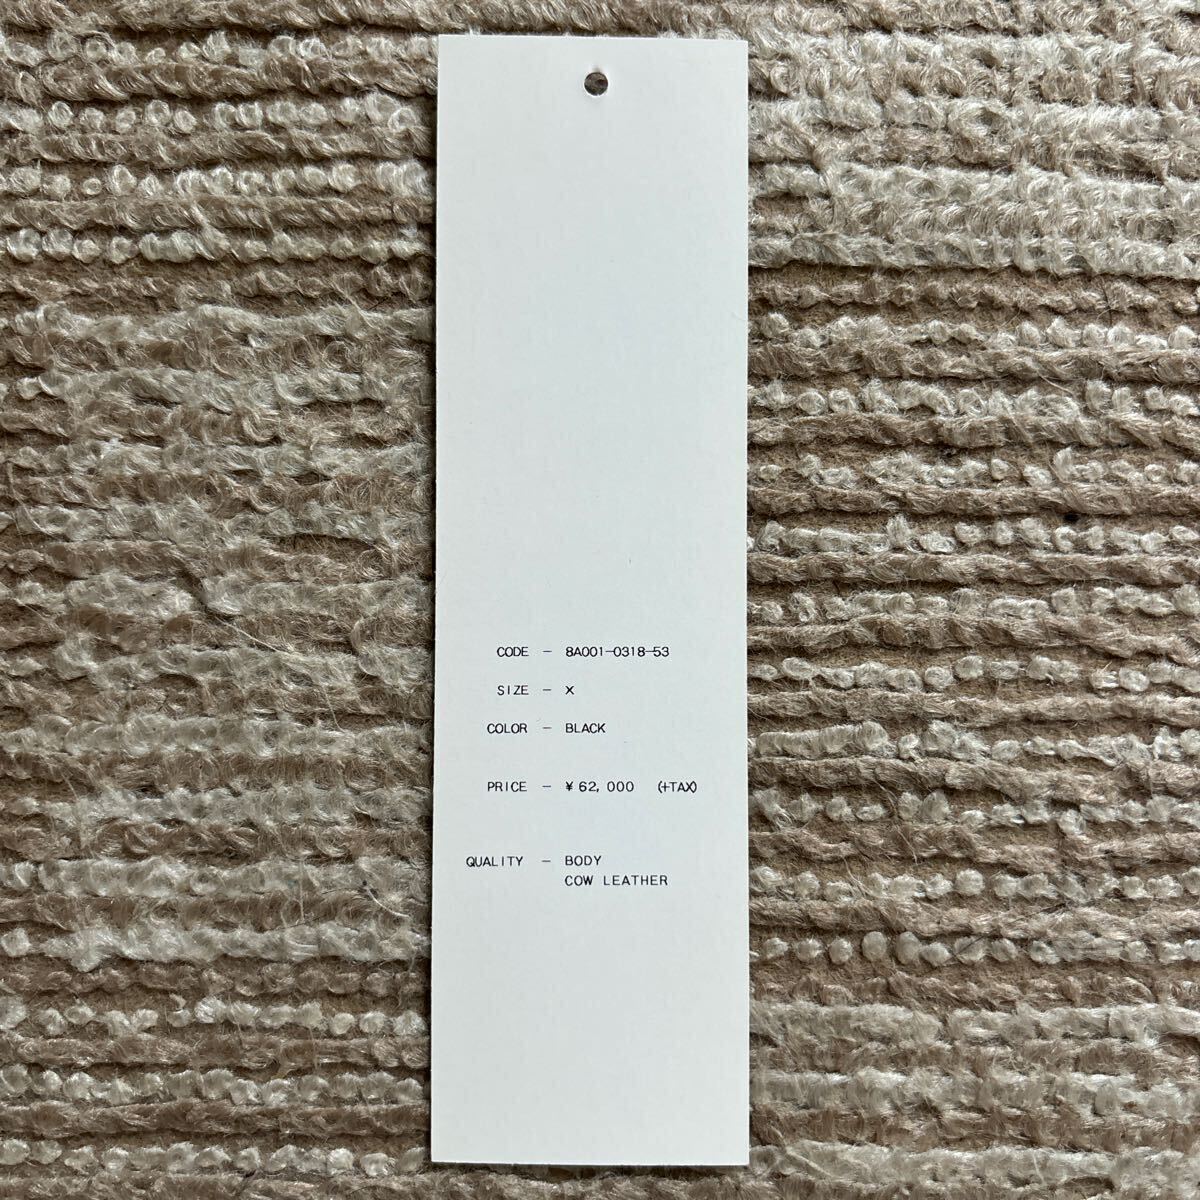 CODE - 8A001-0318-53
SIZE - X
COLOR - BLACK
PRICE - ¥62,000 (+TAX)
QUALITY - BODY
COW LEATHER